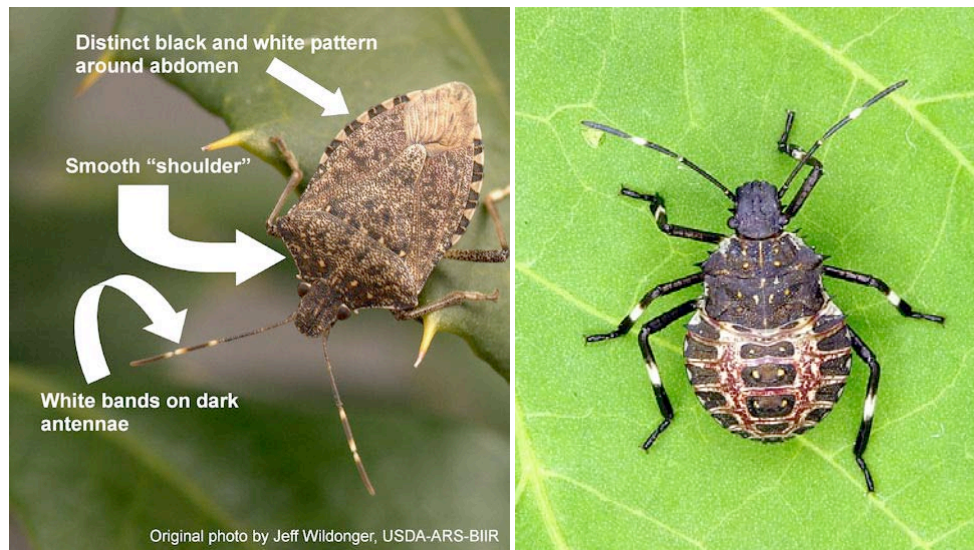 Distinct black and white pattern
around abdomen
Smooth “shoulder”
White bands on dark
antennae
Original photo by Jeff Wildonger, USDA-ARS-BIIR